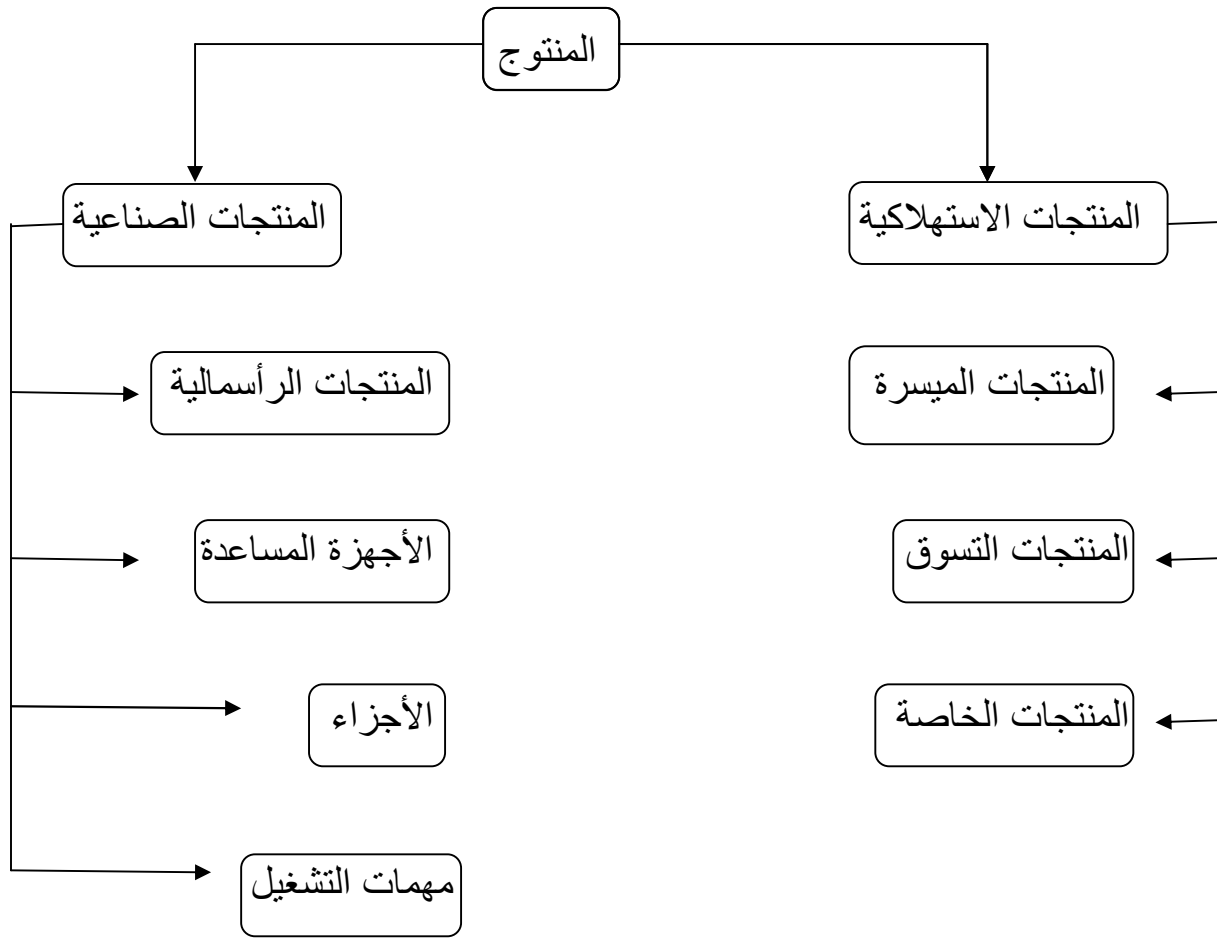 المنتوج
المنتجات الاستهلاكية
المنتجات الصناعية
المنتجات الميسرة
المنتجات الرأسمالية
المنتجات التسوق
الأجهزة المساعدة
المنتجات الخاصة
الأجزاء
مهمات التشغيل